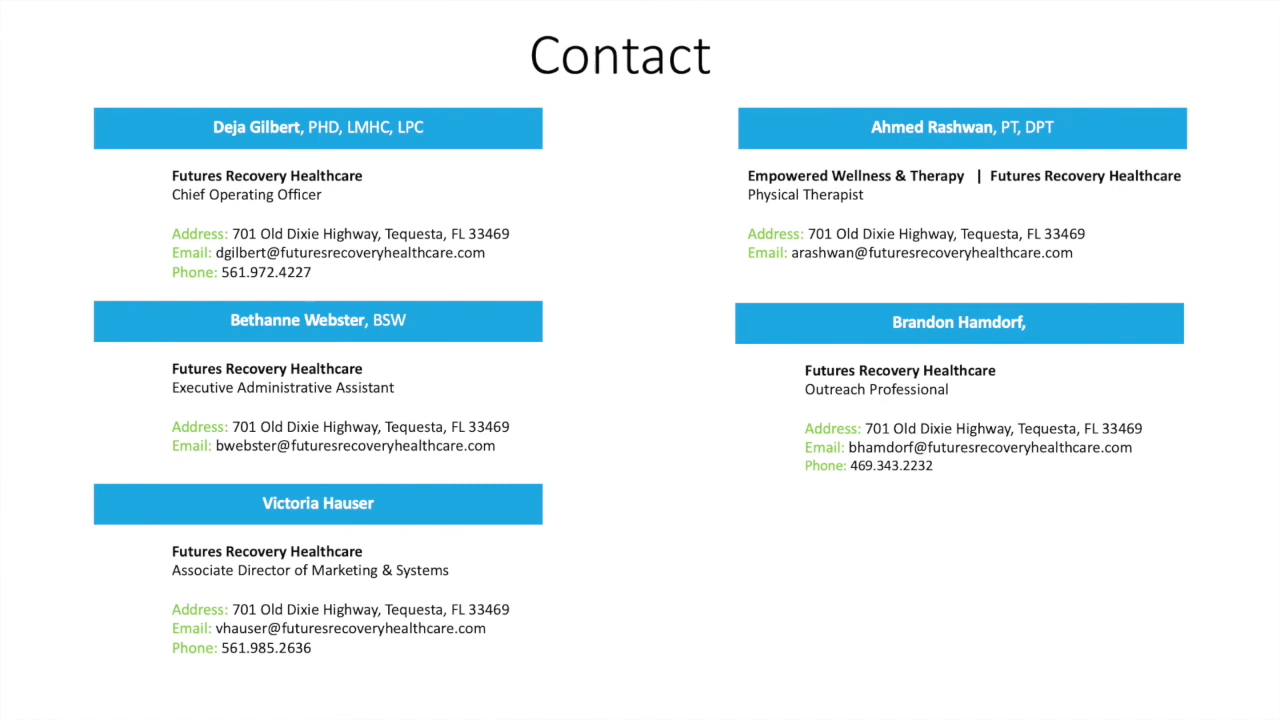 Contact
Deja Gilbert, PHD, LMHC, LPC
Futures Recovery Healthcare
Chief Operating Officer
Address: 701 Old Dixie Highway, Tequesta, FL 33469
Email: dgilbert@futuresrecoveryhealthcare.com
Phone: 561.972.4227
Bethanne Webster, BSW
Futures Recovery Healthcare
Executive Administrative Assistant
Address: 701 Old Dixie Highway, Tequesta, FL 33469
Email: bwebster@futuresrecoveryhealthcare.com
Victoria Hauser
Futures Recovery Healthcare
Associate Director of Marketing & Systems
Address: 701 Old Dixie Highway, Tequesta, FL 33469
Email: vhauser@futuresrecoveryhealthcare.com
Phone: 561.985.2636
Ahmed Rashwan, PT, DPT
Empowered Wellness & Therapy | Futures Recovery Healthcare
Physical Therapist
Address: 701 Old Dixie Highway, Tequesta, FL 33469
Email: arashwan@futuresrecoveryhealthcare.com
Brandon Hamdorf,
Futures Recovery Healthcare
Outreach Professional
Address: 701 Old Dixie Highway, Tequesta, FL 33469
Email: bhamdorf@futuresrecoveryhealthcare.com
Phone: 469.343.2232